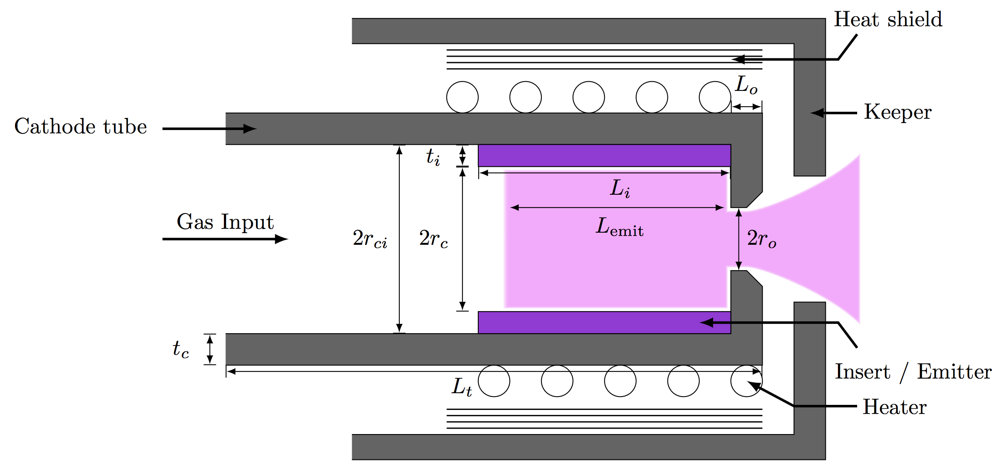 Heat shield
L_o
Keeper
Cathode tube
t_i
L_i
Gas Input
L_emit
2r_ci
2r_c
2r_o
t_c
Insert / Emitter
L_t
Heater